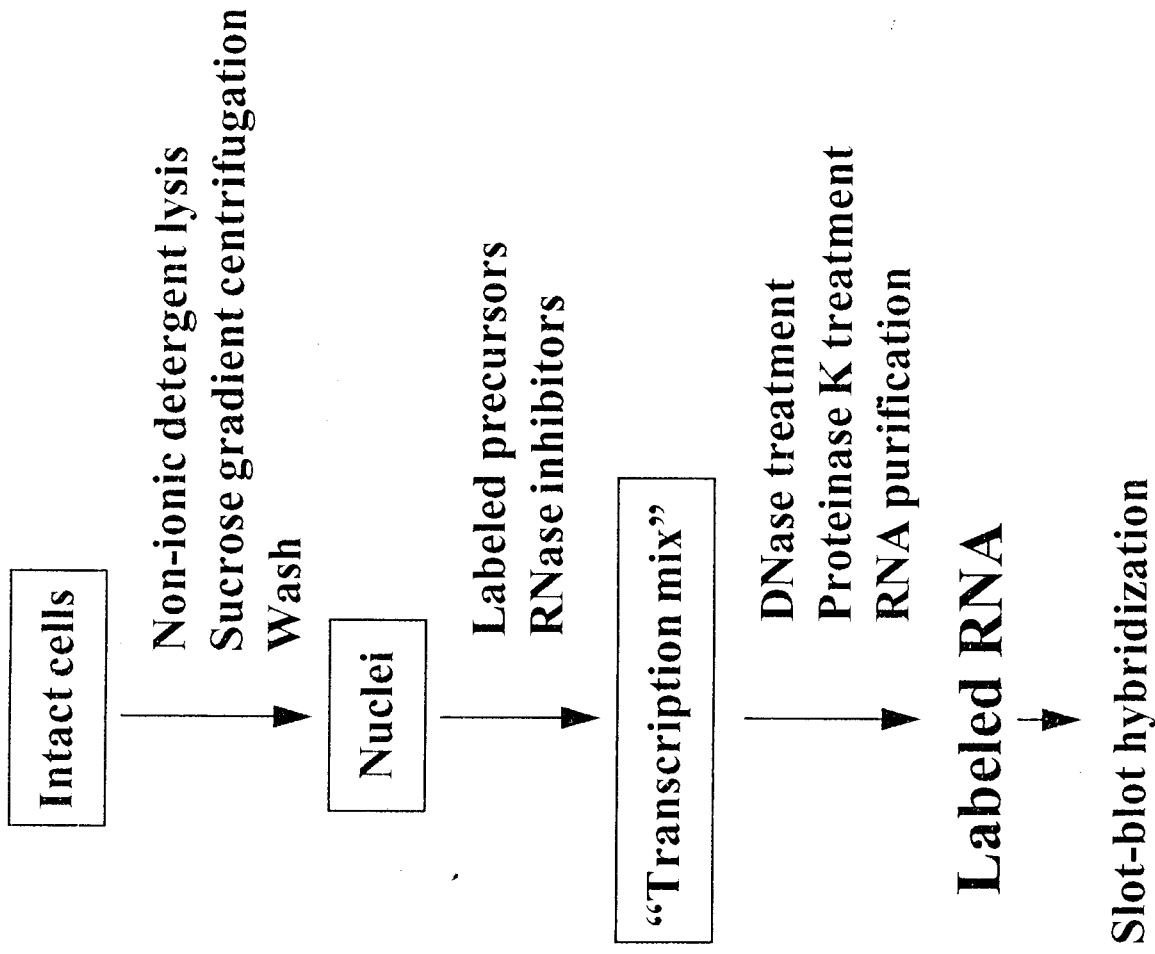 Intact cells
Non-ionic detergent lysis
Sucrose gradient centrifugation
Wash
Nuclei
Labeled precursors
RNase inhibitors
“Transcription mix”
DNase treatment
Proteinase K treatment
RNA purification
Labeled RNA
Slot-blot hybridization